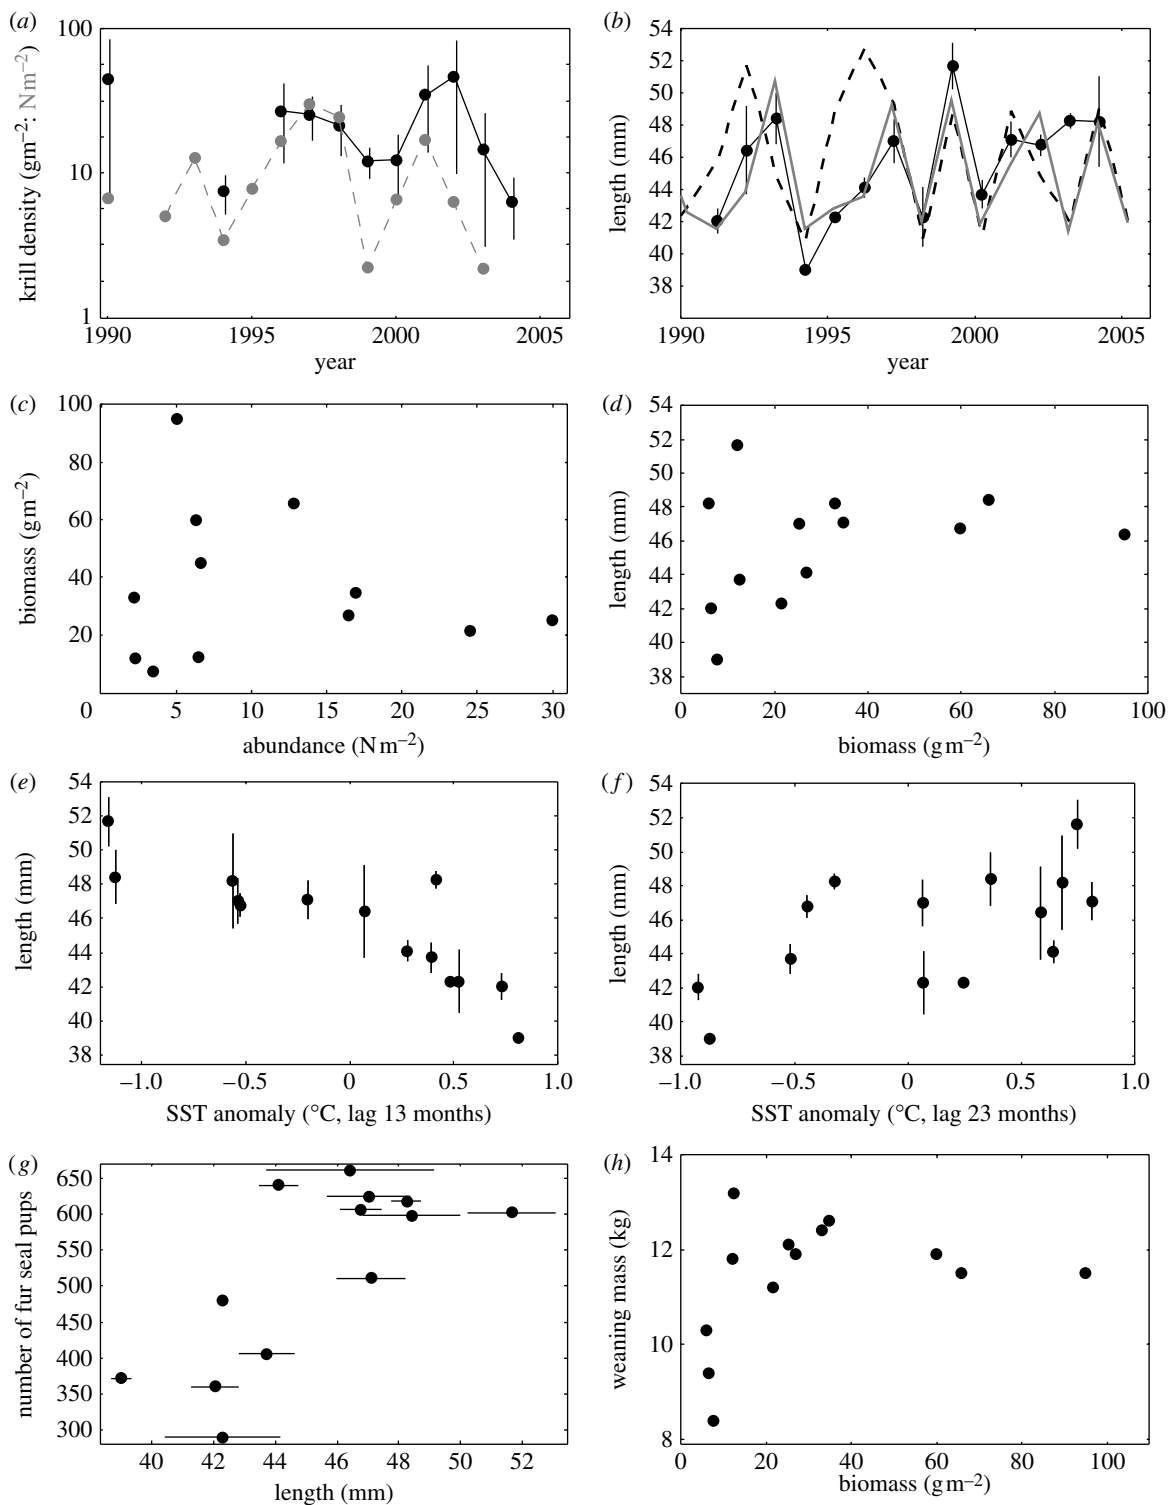 (a)
krill density (gm⁻²: Nm⁻²)
100
10
1
1990 1995 2000 2005
year
(b)
length (mm)
54
52
50
48
46
44
42
40
38
1990 1995 2000 2005
year
(c)
biomass (gm⁻²)
100
80
60
40
20
0 5 10 15 20 25 30
abundance (Nm⁻²)
(d)
length (mm)
54
52
50
48
46
44
42
40
38
0 20 40 60 80 100
biomass (gm⁻²)
(e)
length (mm)
54
52
50
48
46
44
42
40
38
−1.0 −0.5 0 0.5 1.0
SST anomaly (°C, lag 13 months)
(f)
length (mm)
54
52
50
48
46
44
42
40
38
−1.0 −0.5 0 0.5 1.0
SST anomaly (°C, lag 23 months)
(g)
number of fur seal pups
650
600
550
500
450
400
350
300
40 42 44 46 48 50 52
length (mm)
(h)
weaning mass (kg)
14
12
10
8
0 20 40 60 80 100
biomass (gm⁻²)